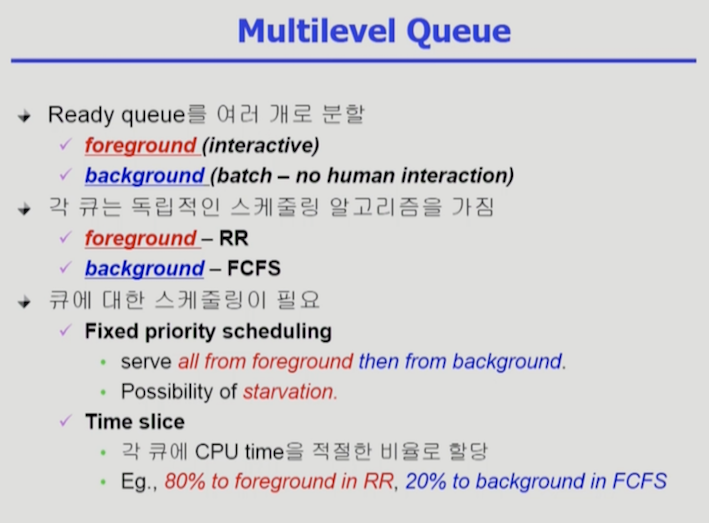 Multilevel Queue
Ready queue를 여러 개로 분할
foreground (interactive)
background (batch – no human interaction)
각 큐는 독립적인 스케줄링 알고리즘을 가짐
foreground – RR
background – FCFS
큐에 대한 스케줄링이 필요
Fixed priority scheduling
serve all from foreground then from background.
Possibility of starvation.
Time slice
각 큐에 CPU time을 적절한 비율로 할당
Eg., 80% to foreground in RR, 20% to background in FCFS